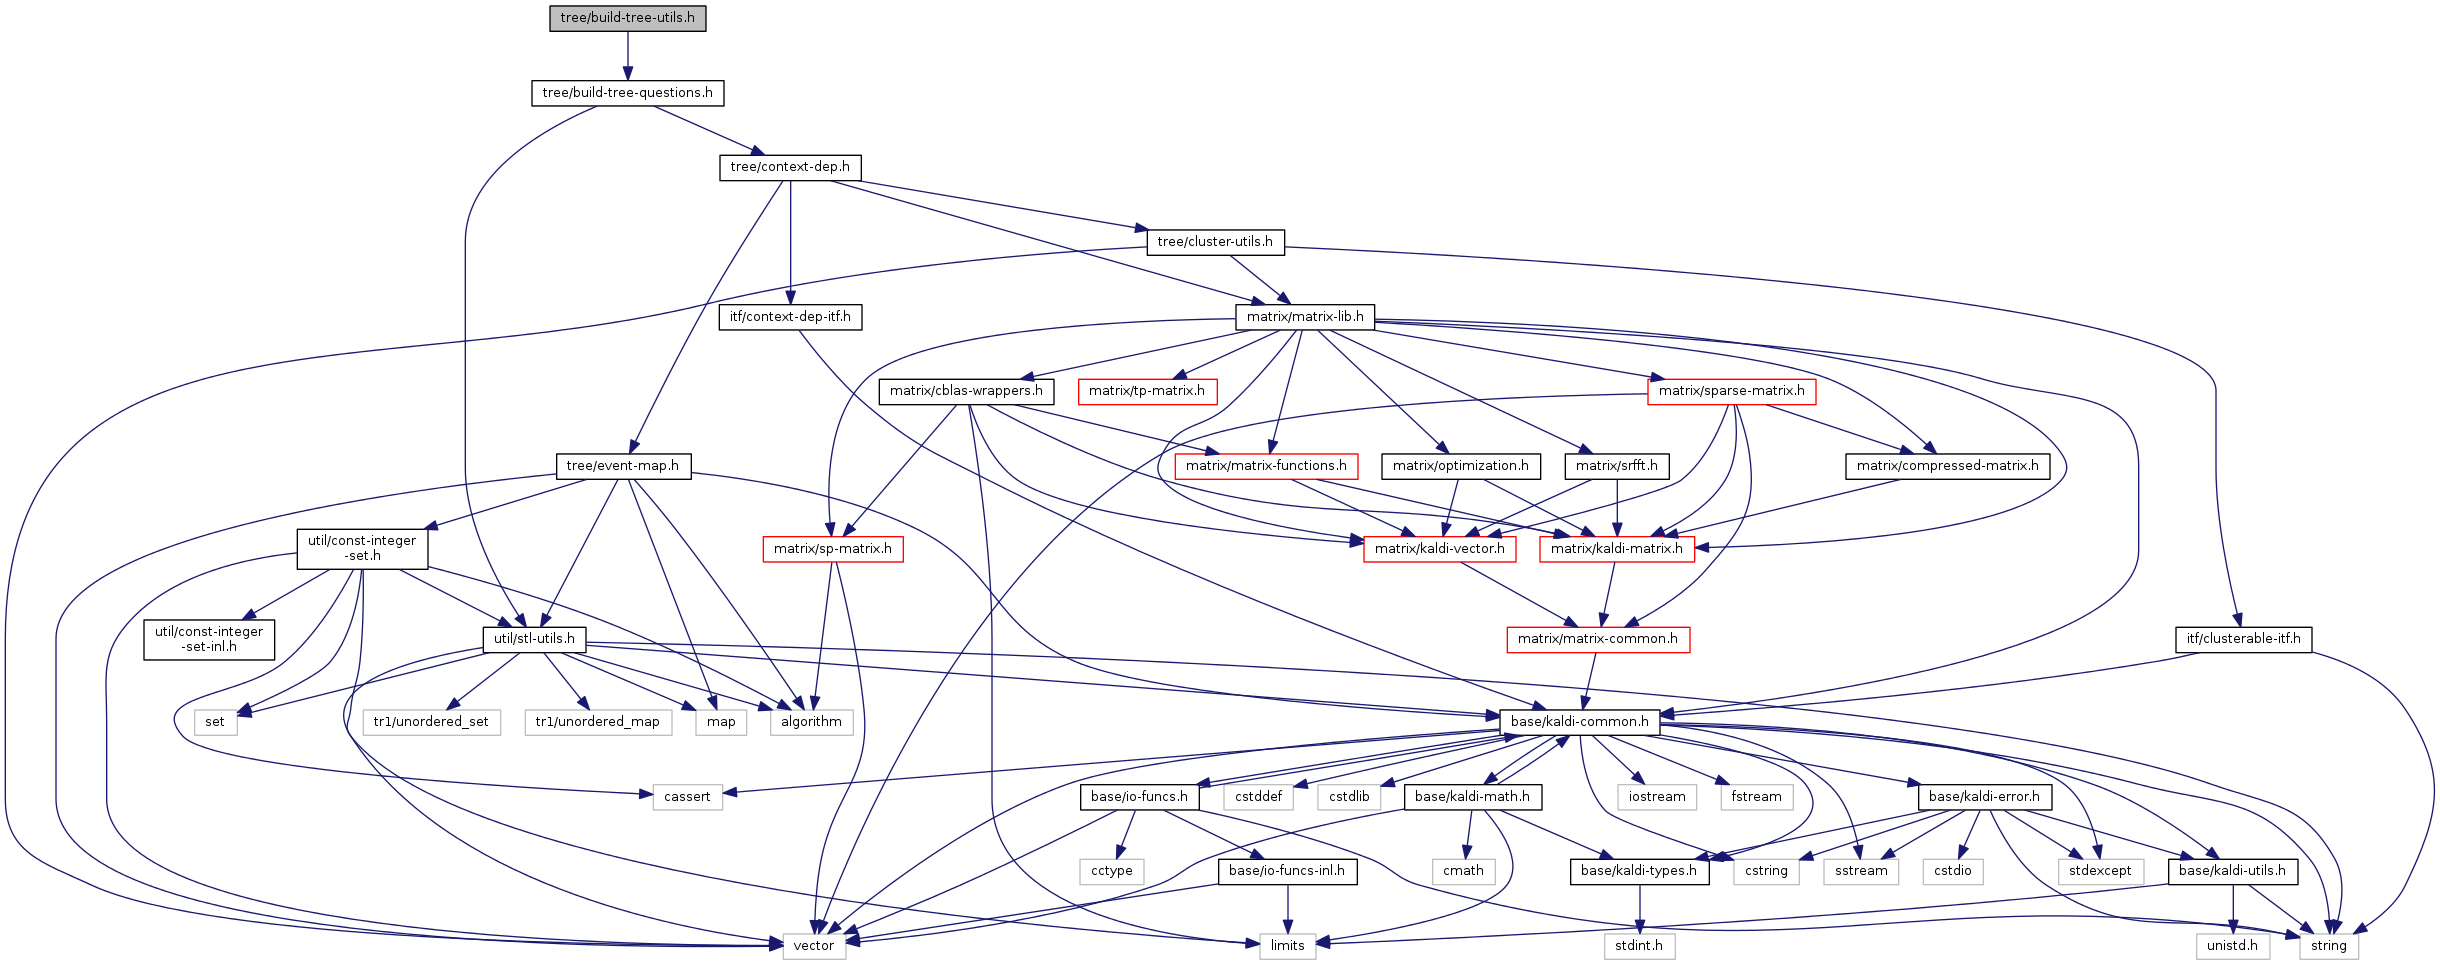 tree/build-tree-utils.h
tree/build-tree-questions.h
tree/context-dep.h
tree/cluster-utils.h
itf/context-dep-itf.h
matrix/matrix-lib.h
matrix/cblas-wrappers.h
matrix/tp-matrix.h
matrix/sparse-matrix.h
tree/event-map.h
matrix/matrix-functions.h
matrix/optimization.h
matrix/srfft.h
matrix/compressed-matrix.h
util/const-integer
-set.h
matrix/sp-matrix.h
matrix/kaldi-vector.h
matrix/kaldi-matrix.h
util/const-integer
-set-inl.h
util/stl-utils.h
matrix/matrix-common.h
itf/clusterable-itf.h
set
tr1/unordered_set
tr1/unordered_map
map
algorithm
base/kaldi-common.h
cassert
base/io-funcs.h
cstddef
cstdlib
base/kaldi-math.h
iostream
fstream
base/kaldi-error.h
cctype
base/io-funcs-inl.h
cmath
base/kaldi-types.h
cstring
sstream
cstdio
stdexcept
base/kaldi-utils.h
vector
limits
stdint.h
unistd.h
string